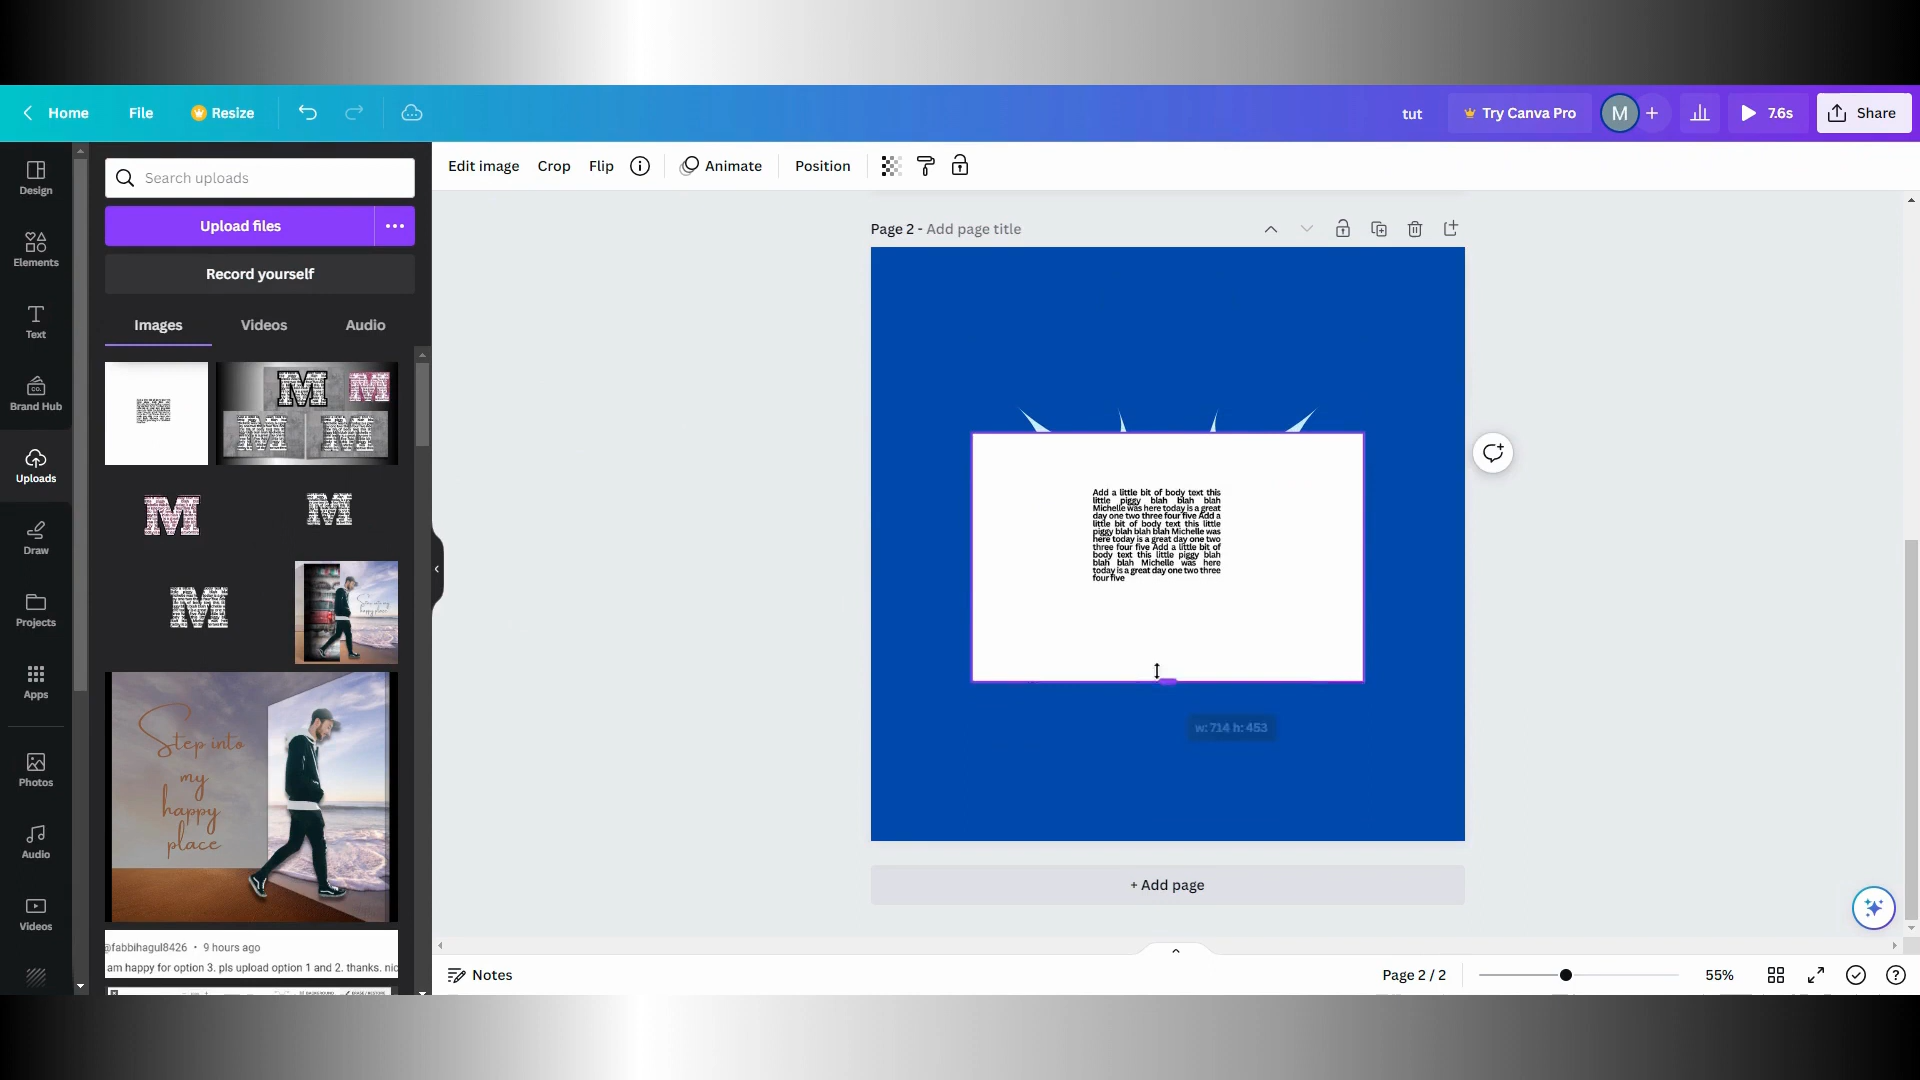 Home
File
Resize
tut
Try Canva Pro
M
7.6s
Share
Design
Elements
Text
Brand Hub
Uploads
Draw
Projects
Apps
Photos
Audio
Videos
Search uploads
Upload files
Record yourself
Images
Videos
Audio
M
M
M
M
M
M
M
Step into
my
happy
place
@fabbihagul8426 • 9 hours ago
am happy for option 3. pls upload option 1 and 2. thanks. nic
Edit image
Crop
Flip
Animate
Position
Page 2 - Add page title
Add a little bit of body text this
little piggy blah blah blah
Michelle was here today is a great
day one two three four five Add a
little bit of body text this little
piggy blah blah blah Michelle was
here today is a great day one two
three four five Add a little bit of
body text this little piggy blah
blah blah Michelle was here
today is a great day one two three
four five
w: 714 h: 453
+ Add page
Notes
Page 2 / 2
55%